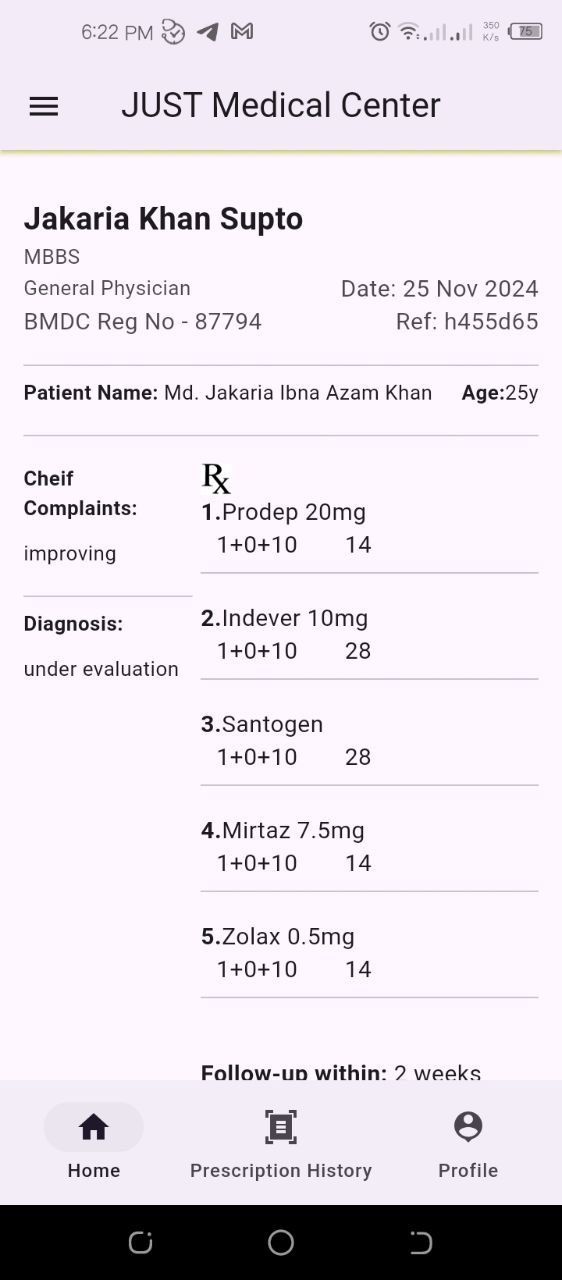 6:22 PM
350
K/s
75
JUST Medical Center
Jakaria Khan Supto
MBBS
General Physician
Date: 25 Nov 2024
BMDC Reg No - 87794
Ref: h455d65
Patient Name: Md. Jakaria Ibna Azam Khan Age:25y
Cheif
Complaints:
improving
Diagnosis:
under evaluation
Rx
1.Prodep 20mg
1+0+10 14
2.Indever 10mg
1+0+10 28
3.Santogen
1+0+10 28
4.Mirtaz 7.5mg
1+0+10 14
5.Zolax 0.5mg
1+0+10 14
Follow-up within: 2 weeks
Home
Prescription History
Profile